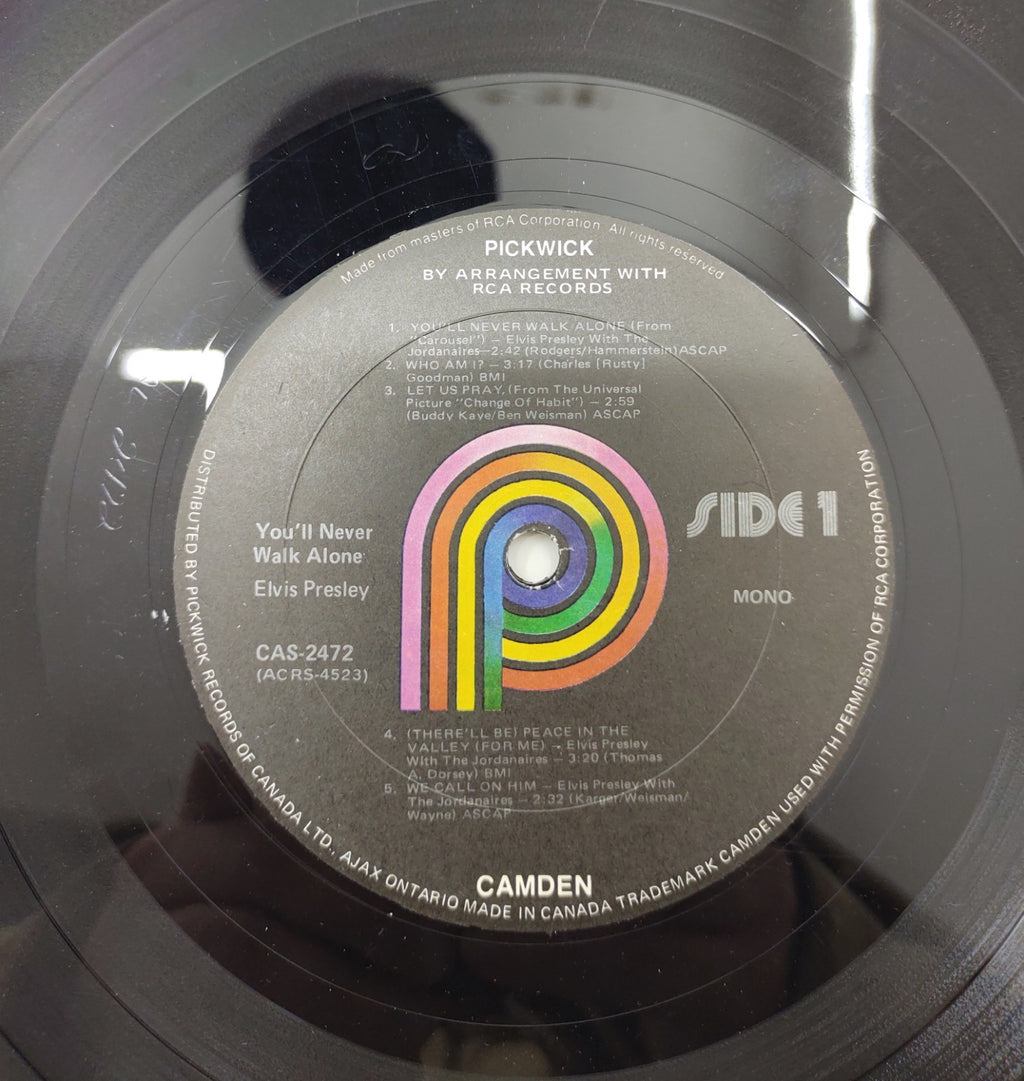 Made from masters of RCA Corporation. All rights reserved
PICKWICK
BY ARRANGEMENT WITH
RCA RECORDS
1. YOU'LL NEVER WALK ALONE (From
"Carousel") — Elvis Presley With The
Jordanaires—2:42 (Rodgers/Hammerstein) ASCAP
2. WHO AM I? — 3:17 (Charles [Rusty]
Goodman) BMI
3. LET US PRAY, (From The Universal
Picture "Change Of Habit") — 2:59
(Buddy Kaye/Ben Weisman) ASCAP
You'll Never
Walk Alone
Elvis Presley
CAS-2472
(ACRS-4523)
SIDE 1
MONO
4. (THERE'LL BE) PEACE IN THE
VALLEY (FOR ME) — Elvis Presley
With The Jordanaires — 3:20 (Thomas
A. Dorsey) BMI
5. WE CALL ON HIM — Elvis Presley With
The Jordanaires — 2:32 (Karger/Weisman/
Wayne) ASCAP
CAMDEN
DISTRIBUTED BY PICKWICK RECORDS OF CANADA LTD., AJAX ONTARIO MADE IN CANADA TRADEMARK CAMDEN USED WITH PERMISSION OF RCA CORPORATION